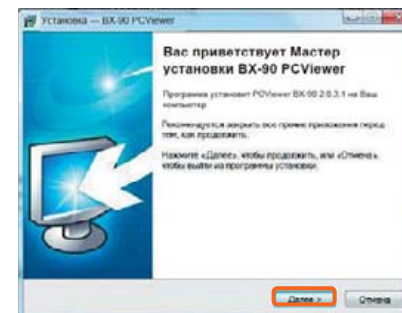 Установка — BX-90 PCViewer
Вас приветствует Мастер
установки BX-90 PCViewer
Программа установит PCViewer BX-90 2.0.3.1 на Ваш
компьютер.
Рекомендуется закрыть все прочие приложения перед
тем, как продолжить.
Нажмите «Далее», чтобы продолжить, или «Отмена»,
чтобы выйти из программы установки.
Далее >
Отмена